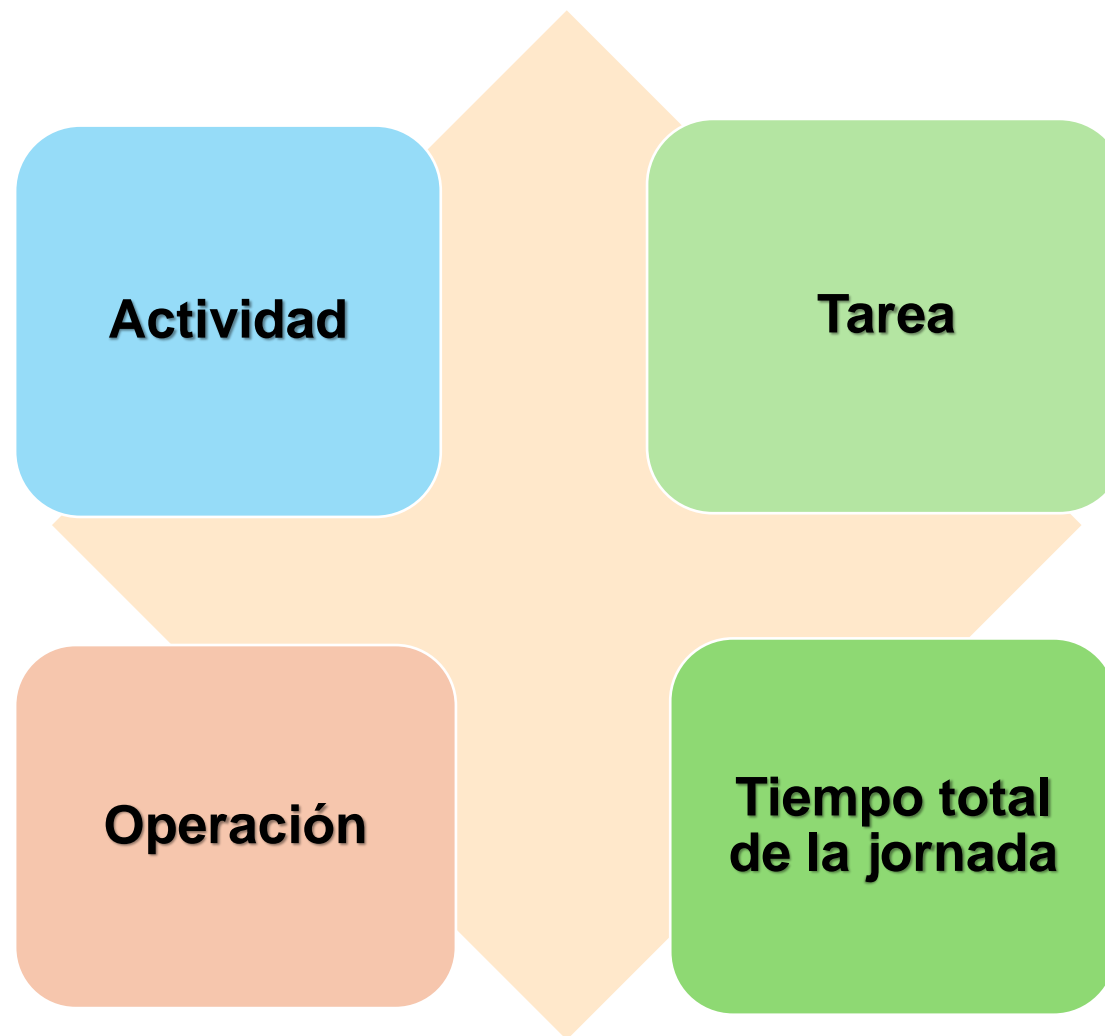 Actividad
Tarea
Operación
Tiempo total
de la jornada